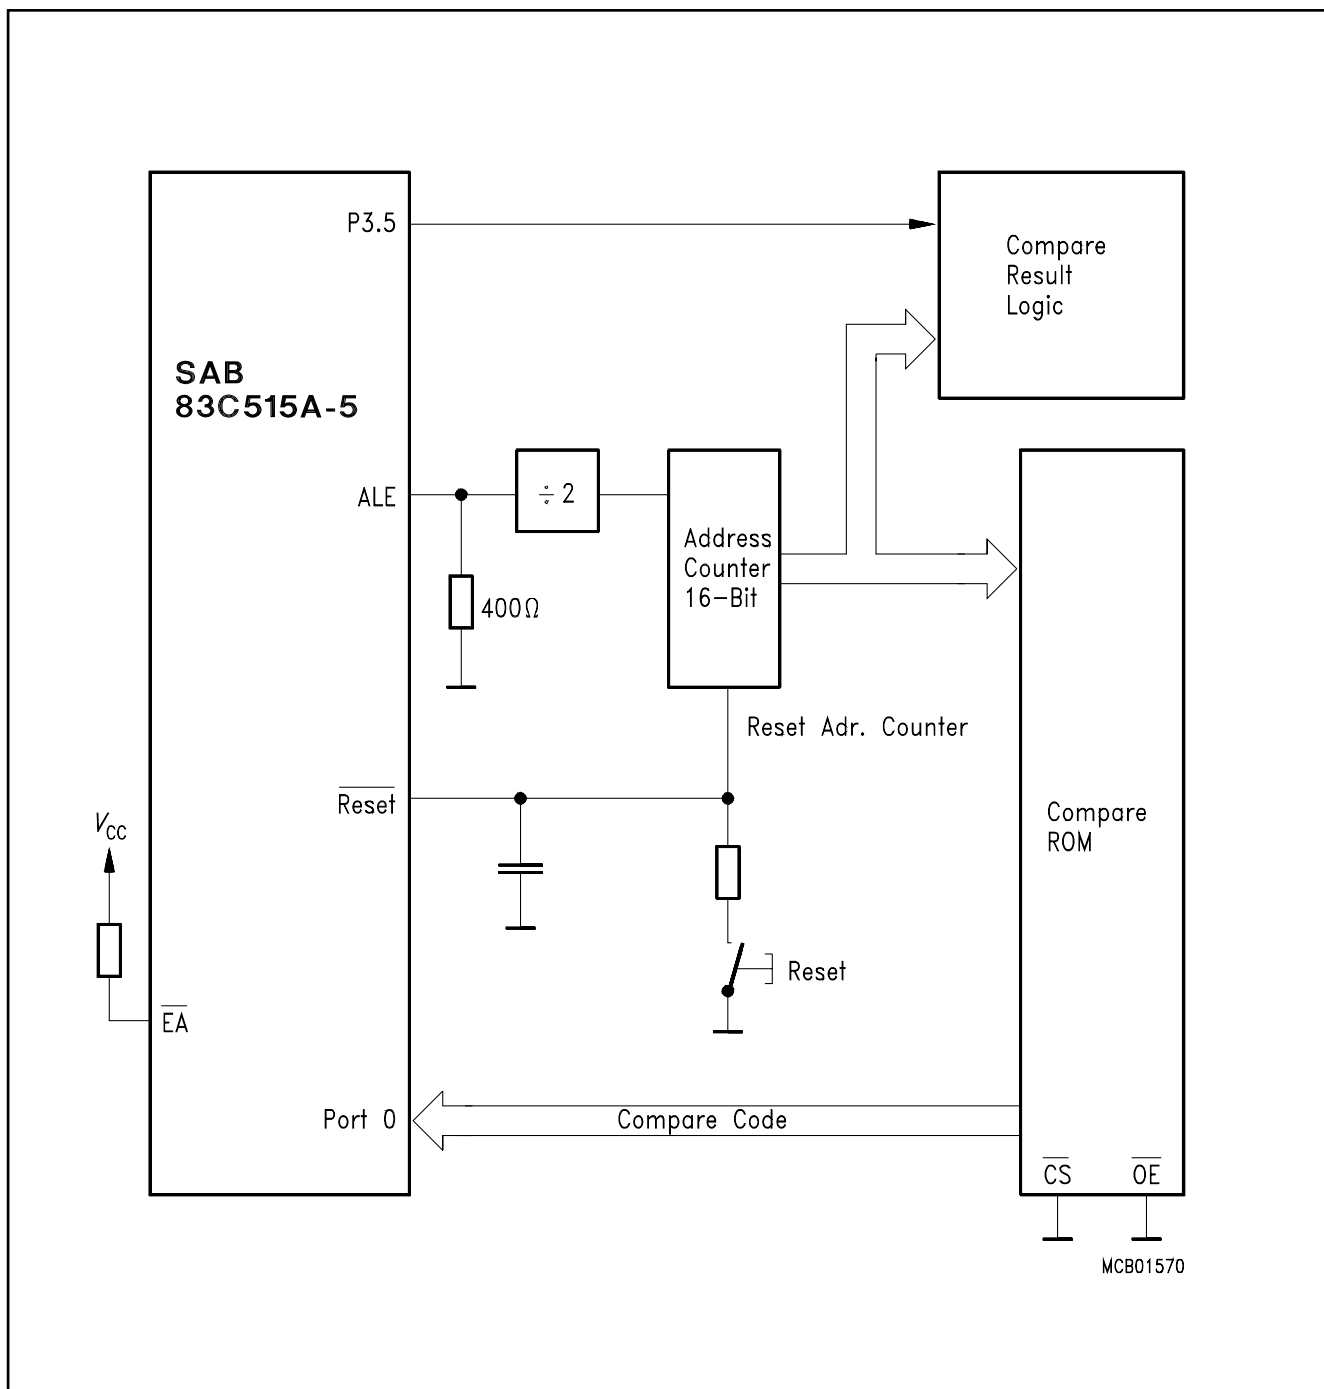 P3.5
Compare
Result
Logic
SAB
83C515A-5
ALE
÷ 2
Address
Counter
16-Bit
400Ω
Reset Adr. Counter
Reset
VCC
Compare
ROM
Reset
EA
Port 0
Compare Code
CS OE
MCB01570